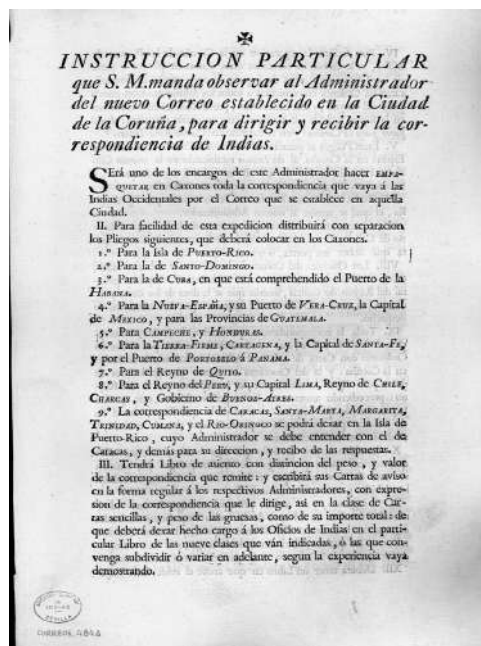 INSTRUCCION PARTICULAR
que S. M. manda observar al Administrador
del nuevo Correo establecido en la Ciudad
de la Coruña, para dirigir y recibir la cor-
respondiencia de Indias.
SErá uno de los encargos de este Administrador hacer EMPA-
QUETAR en Caxones toda la correspondiencia que vaya á las
Indias Occidentales por el Correo que se establece en aquella
Ciudad.
II. Para facilidad de esta expedicion distribuirá con separacion
los Pliegos siguientes, que deberá colocar en los Caxones.
1.º Para la Isla de PUERTO-RICO.
2.º Para la de SANTO-DOMINGO.
3.º Para la de CUBA, en que está comprehendido el Puerto de la
HABANA.
4.º Para la NUEVA-ESPAÑA, y su Puerto de VERA-CRUZ, la Capital
de MEXICO, y para las Provincias de GUATEMALA.
5.º Para CAMPECHE, y HONDURAS.
6.º Para la TIERRA-FIRME, CARTAGENA, y la Capital de SANTA-FE,
y por el Puerto de PORTOBELO á PANAMA.
7.º Para el Reyno de QUITO.
8.º Para el Reyno del PERU, y su Capital LIMA, Reyno de CHILE,
CHARCAS, y Gobierno de BUENOS-AIRES.
9.º La correspondiencia de CARACAS, SANTA-MARTA, MARGARITA,
TRINIDAD, CUMANA, y el RIO-ORINOCO se podrá dexar en la Isla de
Puerto-Rico, cuyo Administrador se debe entender con el de
Caracas, y demás para su direccion, y recibo de las respuestas.
III. Tendrá Libro de asiento con distincion del peso, y valor
de la correspondiencia que remite: y escribirá sus Cartas de aviso
en la forma regular á los respectivos Administradores, con expre-
sion de la correspondiencia que le dirige, asi en la clase de Car-
tas sencillas, y peso de las gruesas, como de su importe total: de
que deberá dexar hecho cargo á los Oficios de Indias en el parti-
cular Libro de las nueve clases que ván indicadas, ó las que con-
venga subdividir ó variar en adelante, segun la experiencia vaya
demostrando.
INDIAS
SEVILLA
CORREOS, 484A